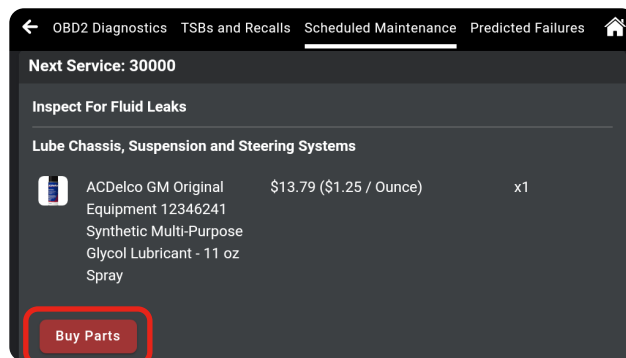 OBD2 Diagnostics TSBs and Recalls Scheduled Maintenance Predicted Failures
Next Service: 30000
Inspect For Fluid Leaks
Lube Chassis, Suspension and Steering Systems
ACDelco GM Original $13.79 ($1.25 / Ounce) x1
Equipment 12346241
Synthetic Multi-Purpose
Glycol Lubricant - 11 oz
Spray
Buy Parts